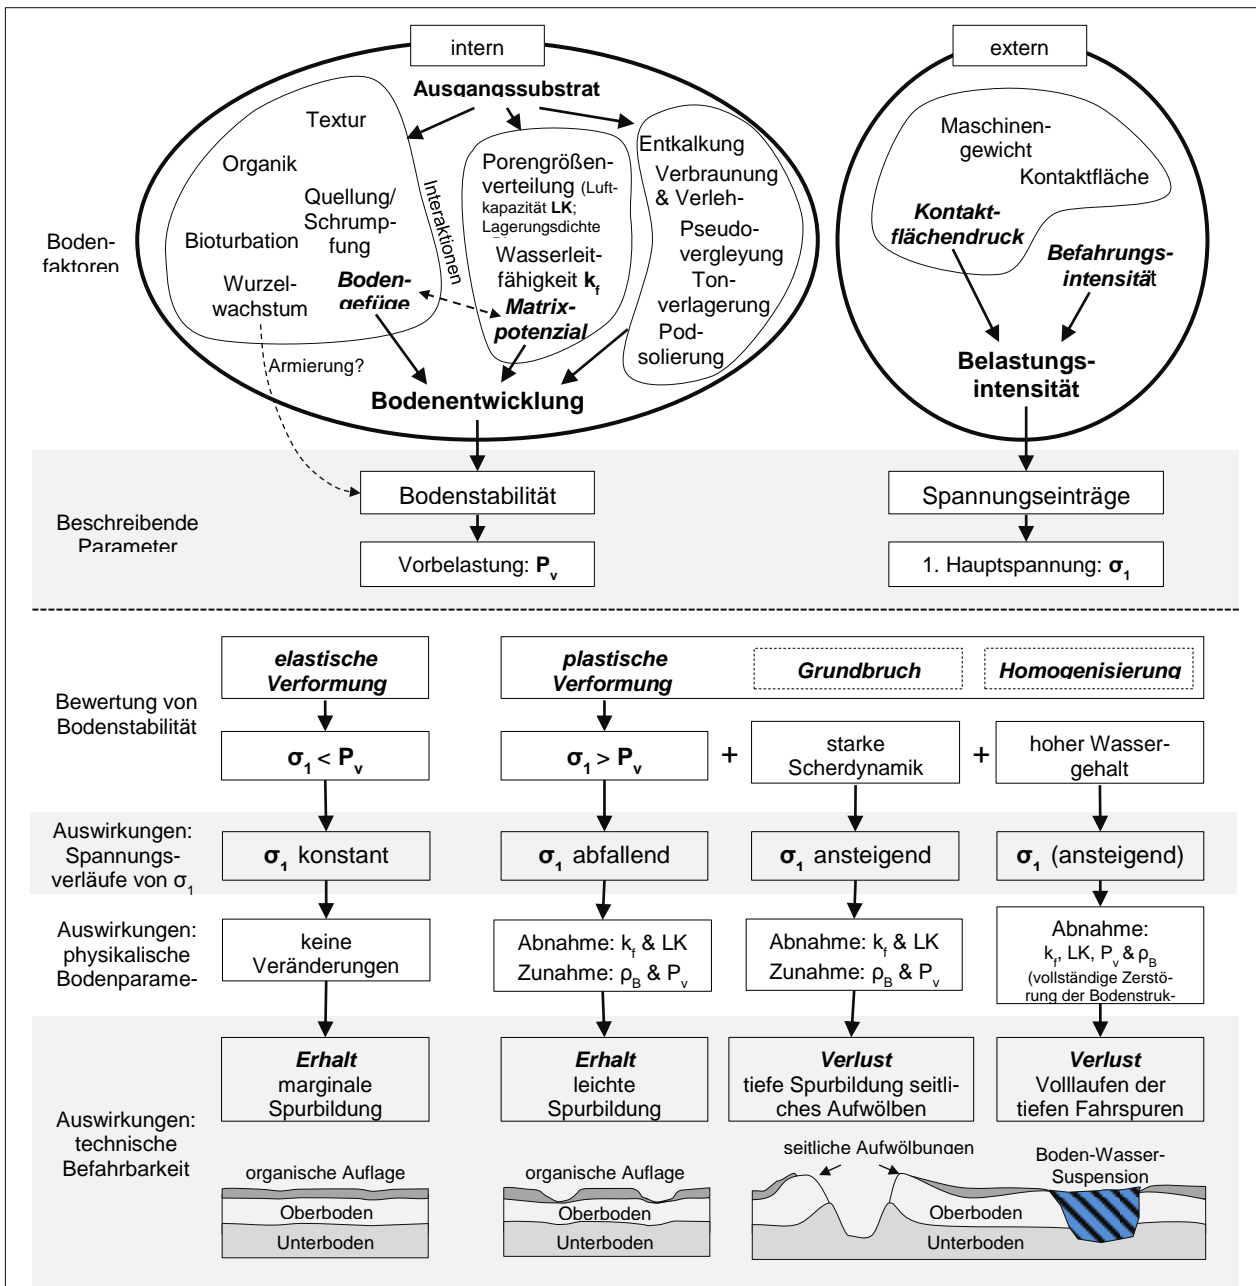 intern
extern
Ausgangssubstrat
Textur
Organik
Quellung/
Schrump-
fung
Bioturbation
Wurzel-
wachstum
Boden-
gefüge
Interaktionen
Porengrößen-
verteilung (Luft-
kapazität LK;
Lagerungsdichte
Wasserleit-
fähigkeit kf
Matrix-
potenzial
Entkalkung
Verbraunung
& Verleh-
Pseudo-
vergleyung
Ton-
verlagerung
Pod-
solierung
Armierung?
Bodenentwicklung
Maschinen-
gewicht
Kontaktfläche
Kontakt-
flächendruck
Befahrungs-
intensität
Belastungs-
intensität
Boden-
faktoren
Beschreibende
Parameter
Bodenstabilität
Vorbelastung: Pv
Spannungseinträge
1. Hauptspannung: σ1
Bewertung von
Bodenstabilität
elastische
Verformung
plastische
Verformung
Grundbruch
Homogenisierung
σ1 < Pv
σ1 > Pv
+
starke
Scherdynamik
+
hoher Wasser-
gehalt
Auswirkungen:
Spannungs-
verläufe von σ1
σ1 konstant
σ1 abfallend
σ1 ansteigend
σ1 (ansteigend)
Auswirkungen:
physikalische
Bodenparame-
keine
Veränderungen
Abnahme: kf & LK
Zunahme: ρB & Pv
Abnahme: kf & LK
Zunahme: ρB & Pv
Abnahme:
kf, LK, Pv & ρB
(vollständige Zerstö-
rung der Bodenstruk-
Auswirkungen:
technische
Befahrbarkeit
Erhalt
marginale
Spurbildung
Erhalt
leichte
Spurbildung
Verlust
tiefe Spurbildung seitli-
ches Aufwölben
Verlust
Volllaufen der
tiefen Fahrspuren
organische Auflage
Oberboden
Unterboden
organische Auflage
Oberboden
Unterboden
seitliche Aufwölbungen
Boden-Wasser-
Suspension
Oberboden
Unterboden